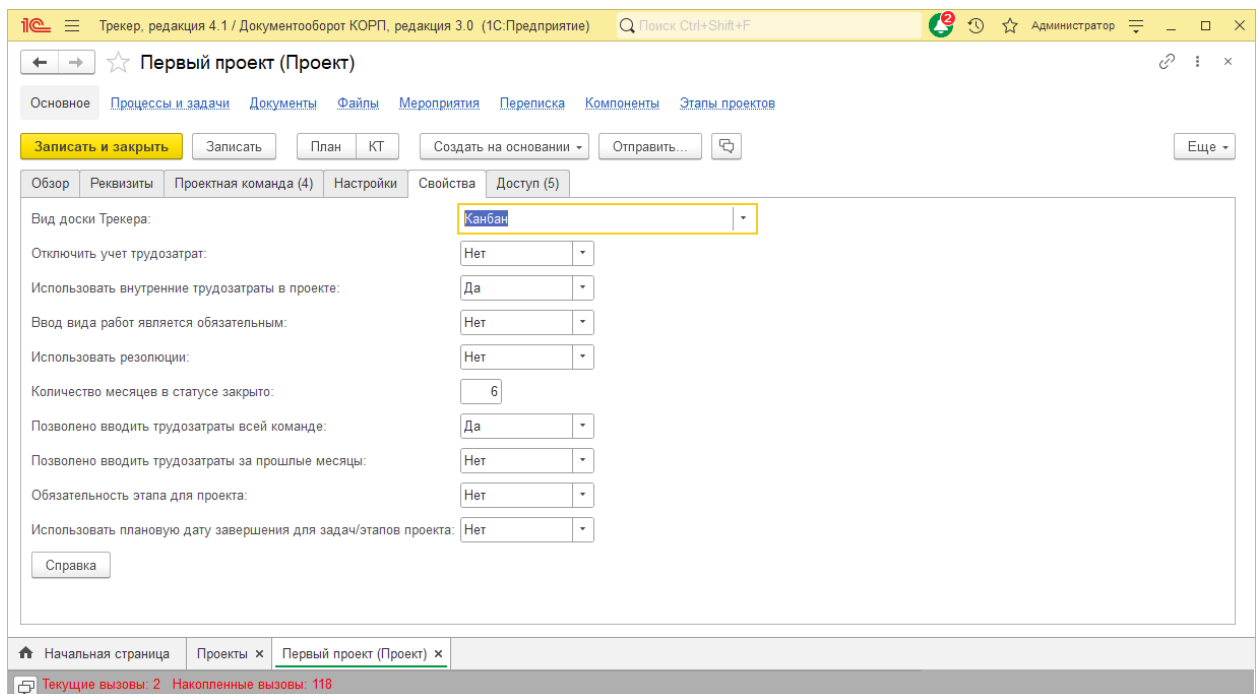 1С Трекер, редакция 4.1 / Документооборот КОРП, редакция 3.0 (1С:Предприятие) Поиск Ctrl+Shift+F 2 Администратор
Первый проект (Проект)
Основное Процессы и задачи Документы Файлы Мероприятия Переписка Компоненты Этапы проектов
Записать и закрыть Записать План КТ Создать на основании Отправить... Еще
Обзор Реквизиты Проектная команда (4) Настройки Свойства Доступ (5)
Вид доски Трекера: Канбан
Отключить учет трудозатрат: Нет
Использовать внутренние трудозатраты в проекте: Да
Ввод вида работ является обязательным: Нет
Использовать резолюции: Нет
Количество месяцев в статусе закрыто: 6
Позволено вводить трудозатраты всей команде: Да
Позволено вводить трудозатраты за прошлые месяцы: Нет
Обязательность этапа для проекта: Нет
Использовать плановую дату завершения для задач/этапов проекта: Нет
Справка
Начальная страница Проекты × Первый проект (Проект) ×
Текущие вызовы: 2 Накопленные вызовы: 118